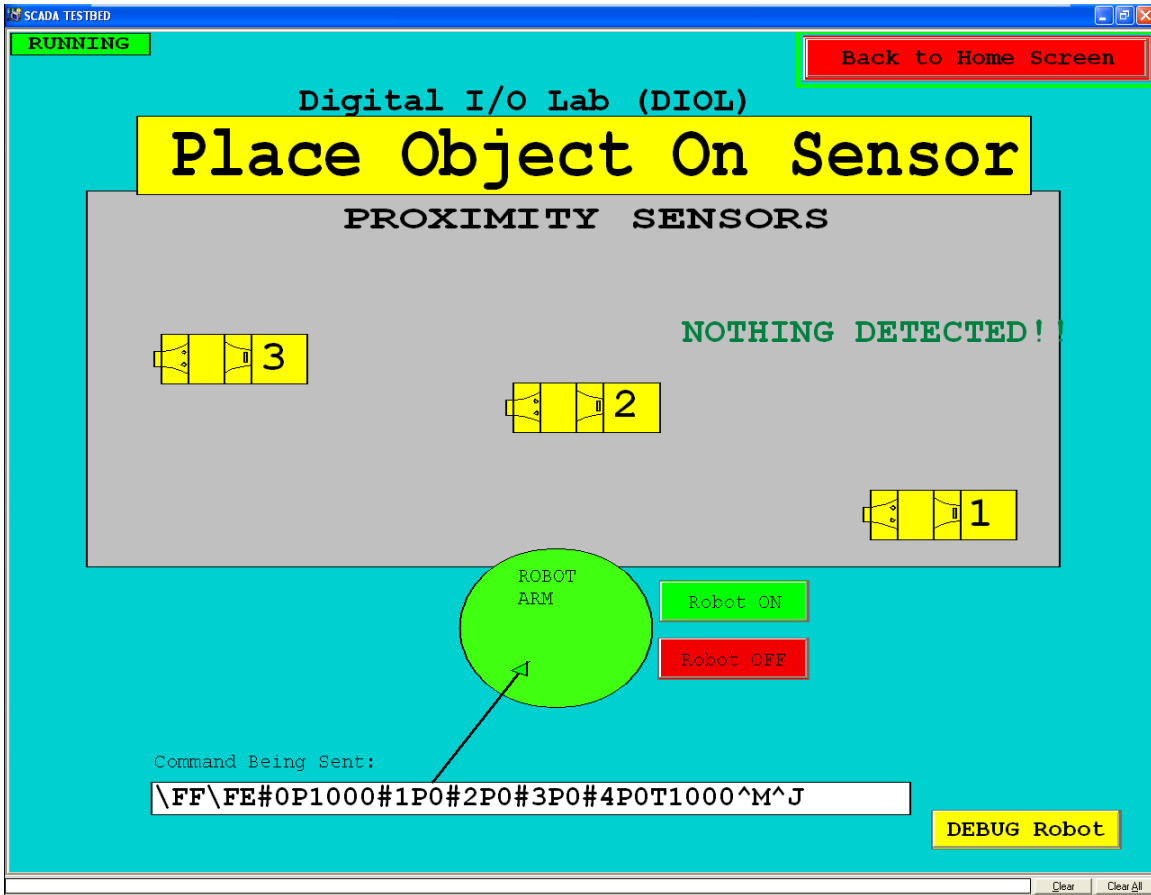 SCADA TESTBED
RUNNING
Back to Home Screen
Digital I/O Lab (DIOL)
Place Object On Sensor
PROXIMITY SENSORS
NOTHING DETECTED!!
3
2
1
ROBOT
ARM
Robot ON
Robot OFF
Command Being Sent:
\FF\FE#0P1000#1P0#2P0#3P0#4P0T1000^M^J
DEBUG Robot
Clear
Clear All